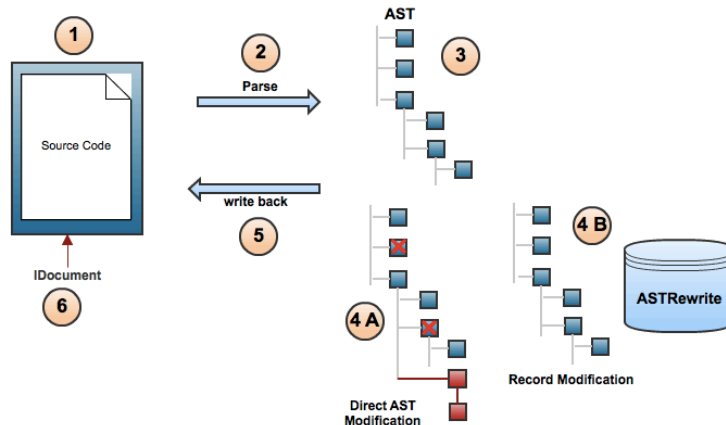 AST
1
2
3
Parse
Source Code
write back
5
4 B
IDocument
6
4 A
ASTRewrite
Record Modification
Direct AST
Modification